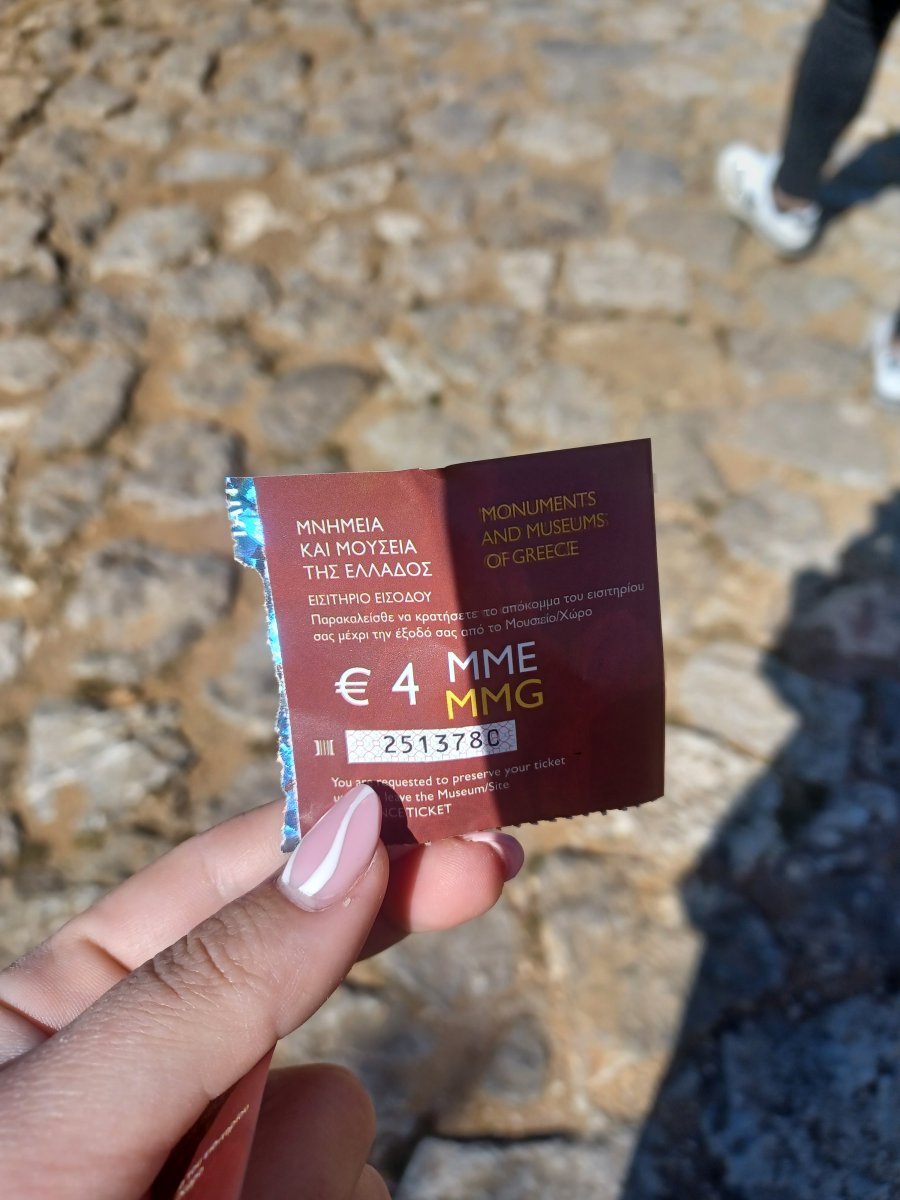 ΜΝΗΜΕΙΑ
ΚΑΙ ΜΟΥΣΕΙΑ
ΤΗΣ ΕΛΛΑΔΟΣ
MONUMENTS
AND MUSEUMS
OF GREECE
ΕΙΣΙΤΗΡΙΟ ΕΙΣΟΔΟΥ
Παρακαλείσθε να κρατήσετε το απόκομμα του εισιτηρίου
σας μέχρι την έξοδό σας από το Μουσείο/Χώρο
€ 4 MME
MMG
2513780
You are requested to preserve your ticket
leave the Museum/Site
TICKET